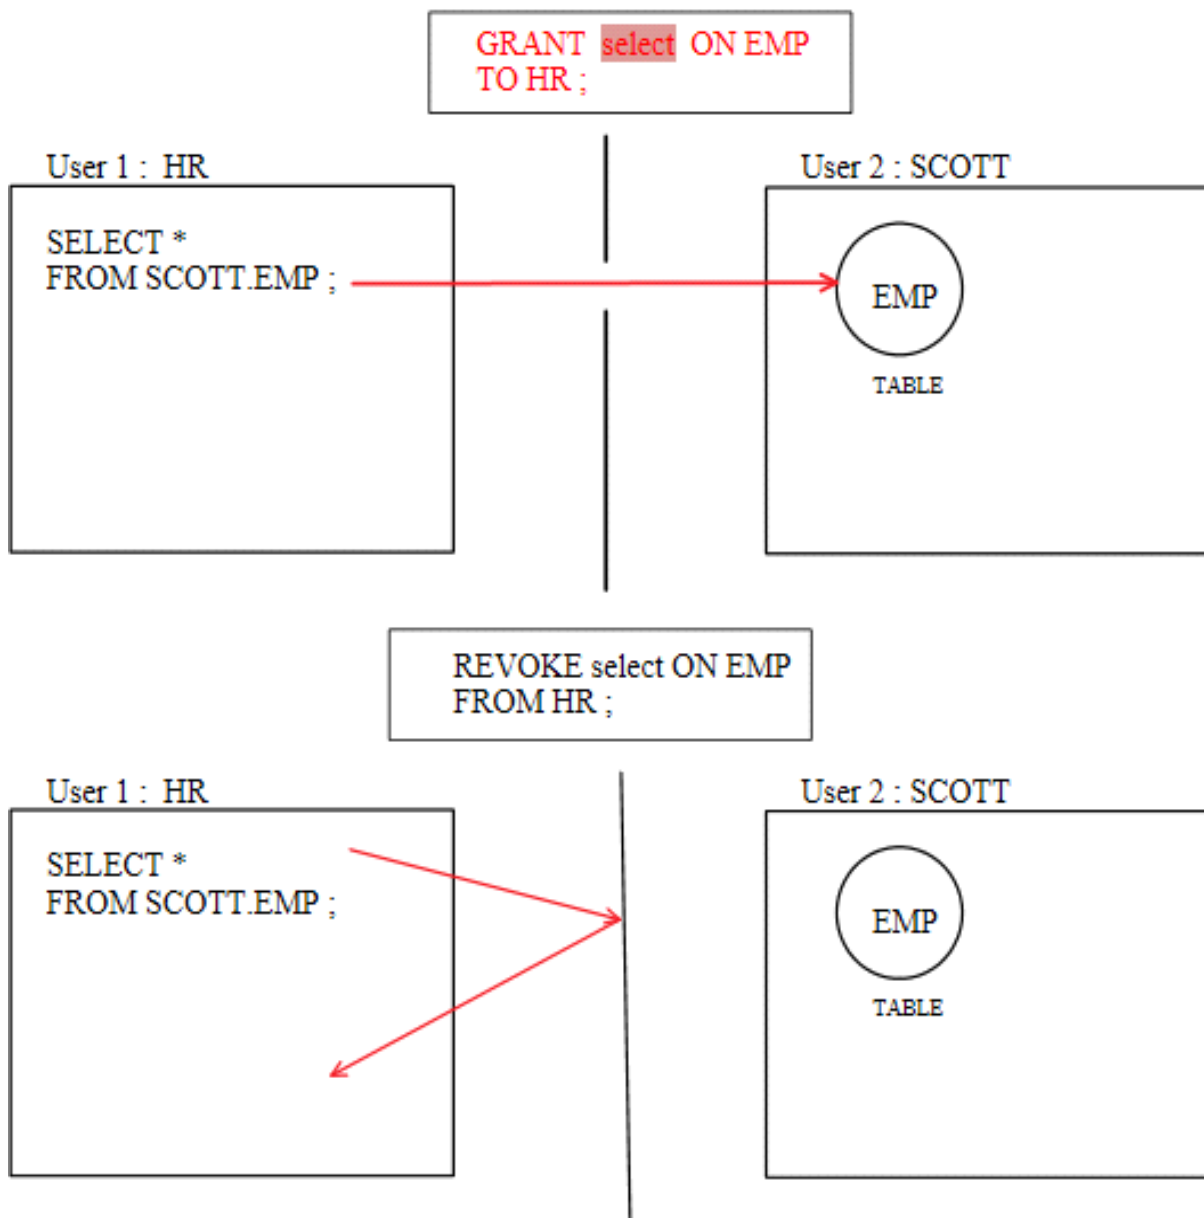 GRANT select ON EMP
TO HR ;
User 1 : HR
User 2 : SCOTT
SELECT *
FROM SCOTT.EMP ;
EMP
TABLE
REVOKE select ON EMP
FROM HR ;
User 1 : HR
User 2 : SCOTT
SELECT *
FROM SCOTT.EMP ;
EMP
TABLE